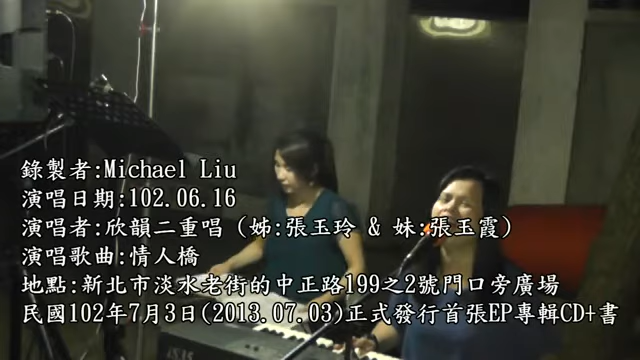 錄製者:Michael Liu
演唱日期:102.06.16
演唱者:欣韻二重唱 (姊:張玉玲 & 妹:張玉霞)
演唱歌曲:情人橋
地點:新北市淡水老街的中正路199之2號門口旁廣場
民國102年7月3日(2013.07.03)正式發行首張EP專輯CD+書